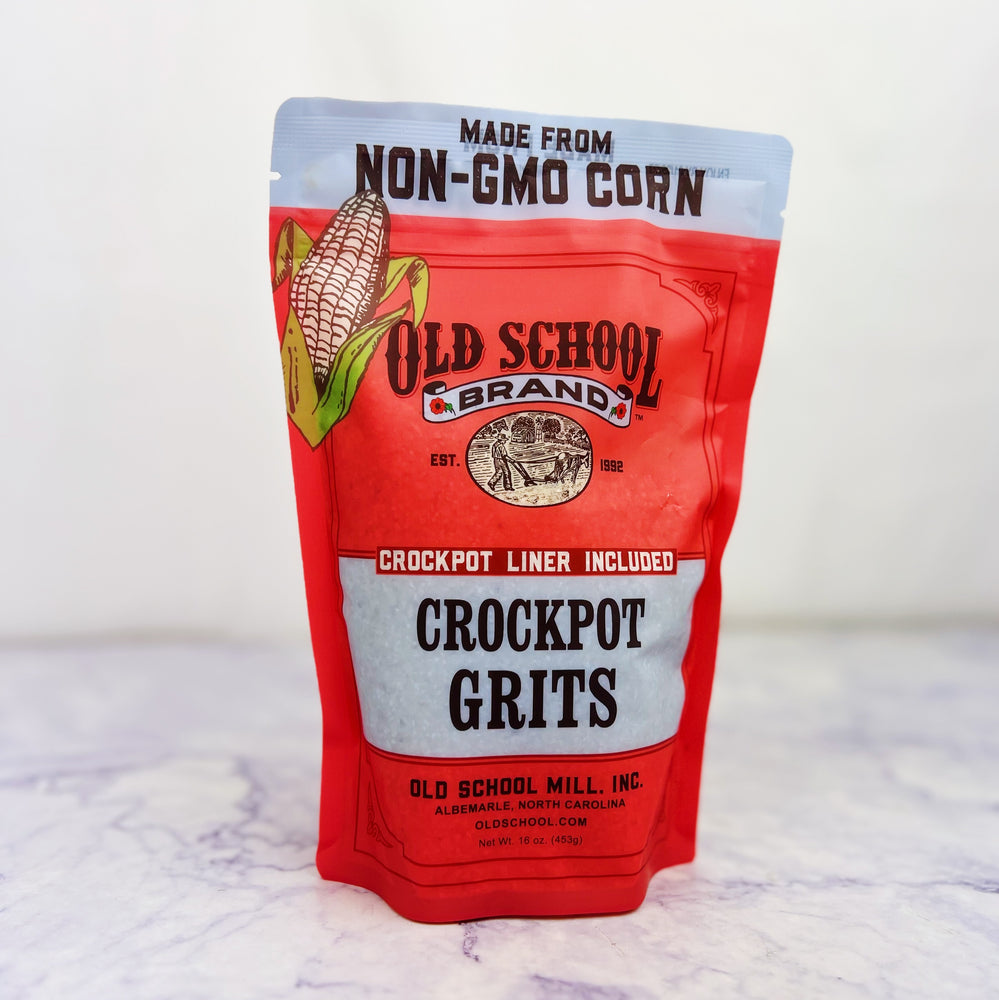 MADE FROM
NON-GMO CORN
OLD SCHOOL
BRAND
TM
EST. 1992
CROCKPOT LINER INCLUDED
CROCKPOT
GRITS
OLD SCHOOL MILL, INC.
ALBEMARLE, NORTH CAROLINA
OLDSCHOOL.COM
Net Wt. 16 oz. (453g)